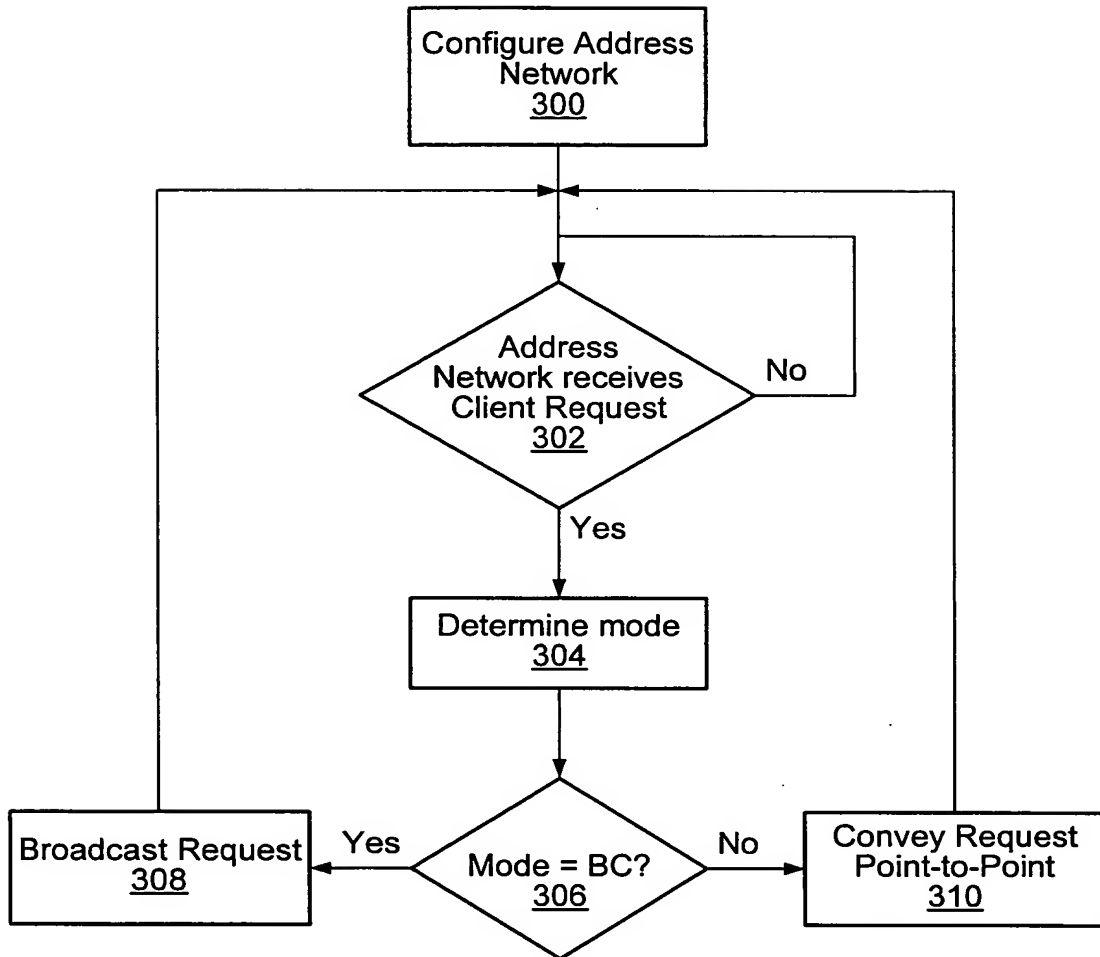 Configure Address
Network
300
Address
Network receives
Client Request
302
No
Yes
Determine mode
304
Broadcast Request
308
Yes
Mode = BC?
306
No
Convey Request
Point-to-Point
310